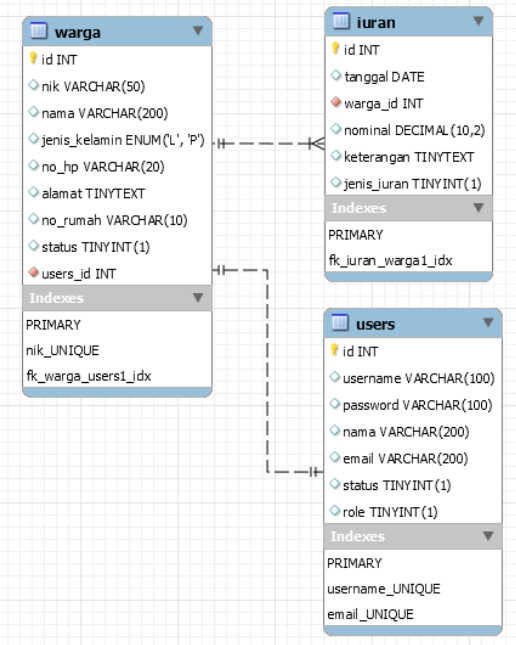 warga
id INT
nik VARCHAR(50)
nama VARCHAR(200)
jenis_kelamin ENUM('L', 'P')
no_hp VARCHAR(20)
alamat TINYTEXT
no_rumah VARCHAR(10)
status TINYINT(1)
users_id INT
Indexes
PRIMARY
nik_UNIQUE
fk_warga_users1_idx
iuran
id INT
tanggal DATE
warga_id INT
nominal DECIMAL(10,2)
keterangan TINYTEXT
jenis_iuran TINYINT(1)
Indexes
PRIMARY
fk_iuran_warga1_idx
users
id INT
username VARCHAR(100)
password VARCHAR(100)
nama VARCHAR(200)
email VARCHAR(200)
status TINYINT(1)
role TINYINT(1)
Indexes
PRIMARY
username_UNIQUE
email_UNIQUE